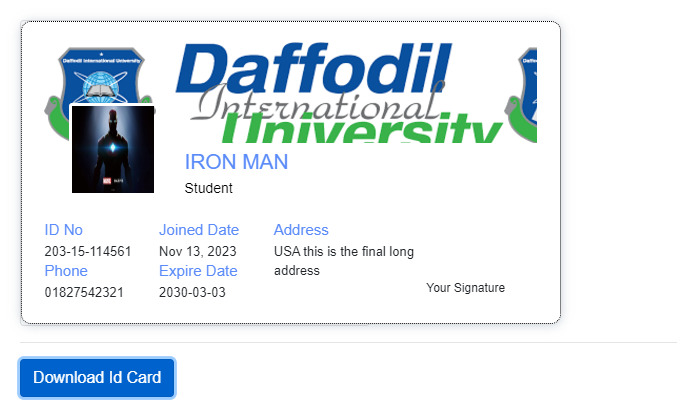 Daffodil International University
Daffodil
International
University
IRON MAN
Student
ID No
Joined Date
Address
203-15-114561
Nov 13, 2023
USA this is the final long
address
Phone
Expire Date
01827542321
2030-03-03
Your Signature
Download Id Card